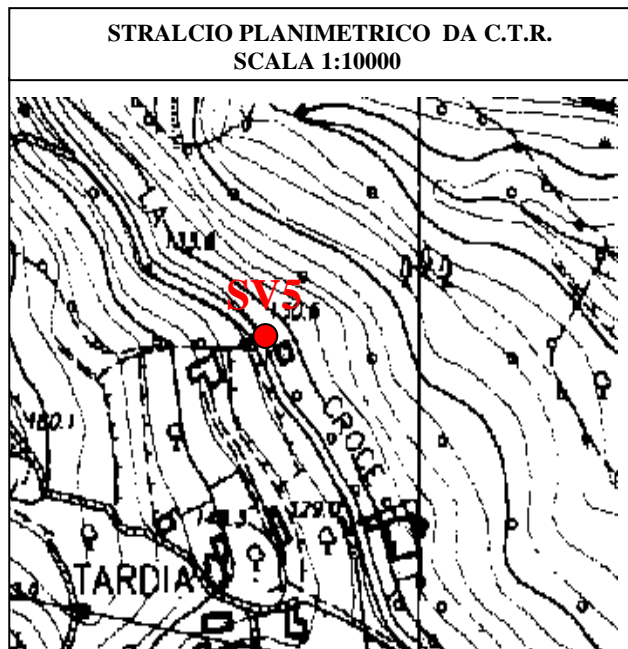 STRALCIO PLANIMETRICO DA C.T.R.
SCALA 1:10000
SV5
CROCE
TARDIA